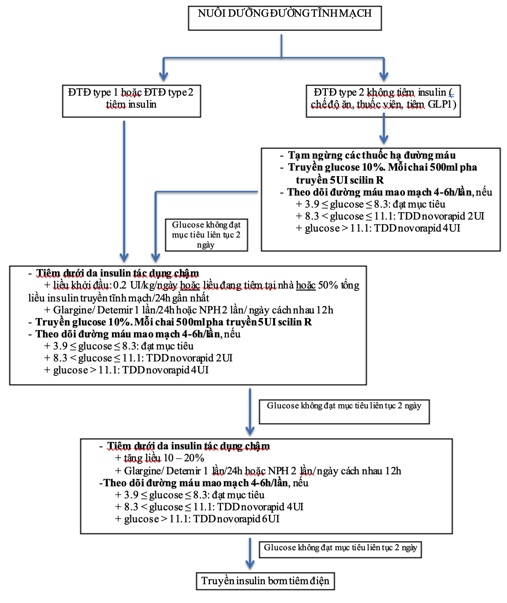 NUÔI DƯỠNG ĐƯỜNG TĨNH MẠCH
ĐTĐ type 1 hoặc ĐTĐ type 2
tiêm insulin
ĐTĐ type 2 không tiêm insulin (
chế độ ăn, thuốc viên, tiêm GLP1)
- Tạm ngừng các thuốc hạ đường máu
- Truyền glucose 10%. Mỗi chai 500ml pha
truyền 5UI scilin R
- Theo dõi đường máu mao mạch 4-6h/lần, nếu
+ 3.9 ≤ glucose ≤ 8.3: đạt mục tiêu
+ 8.3 < glucose ≤ 11.1: TDD novorapid 2UI
+ glucose > 11.1: TDD novorapid 4UI
Glucose không đạt
mục tiêu liên tục 2
ngày
- Tiêm dưới da insulin tác dụng chậm
+ liều khởi đầu: 0.2 UI/kg/ngày hoặc liều đang tiêm tại nhà hoặc 50% tổng
liều insulin truyền tĩnh mạch/24h gần nhất
+ Glargine/ Detemir 1 lần/24h hoặc NPH 2 lần/ ngày cách nhau 12h
- Truyền glucose 10%. Mỗi chai 500ml pha truyền 5UI scilin R
- Theo dõi đường máu mao mạch 4-6h/lần, nếu
+ 3.9 ≤ glucose ≤ 8.3: đạt mục tiêu
+ 8.3 < glucose ≤ 11.1: TDD novorapid 2UI
+ glucose > 11.1: TDD novorapid 4UI
Glucose không đạt mục tiêu liên tục 2 ngày
- Tiêm dưới da insulin tác dụng chậm
+ tăng liều 10 – 20%
+ Glargine/ Detemir 1 lần/24h hoặc NPH 2 lần/ ngày cách nhau 12h
-Theo dõi đường máu mao mạch 4-6h/lần, nếu
+ 3.9 ≤ glucose ≤ 8.3: đạt mục tiêu
+ 8.3 < glucose ≤ 11.1: TDD novorapid 4UI
+ glucose > 11.1: TDD novorapid 6UI
Glucose không đạt mục tiêu liên tục 2 ngày
Truyền insulin bơm tiêm điện